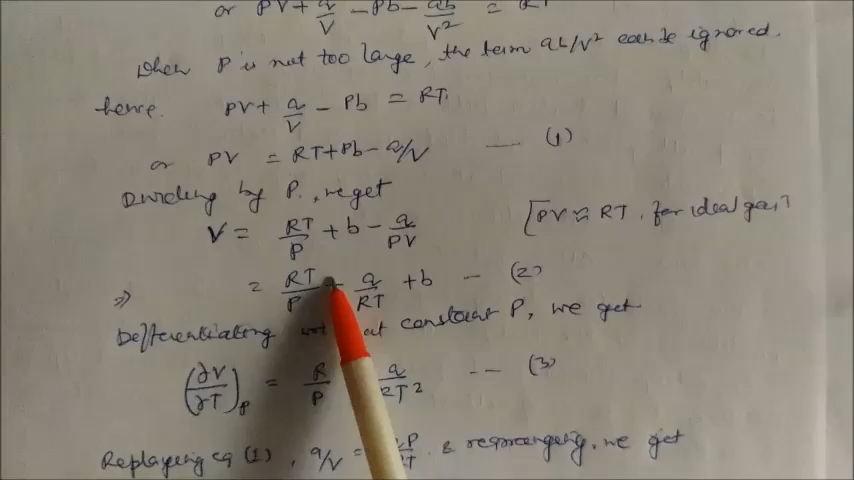 or PV + a/V - Pb - ab/V² = RT
When P is not too large, the term ab/V² can be ignored.
hence. PV + a/V - Pb = RT
or PV = RT + Pb - a/V — (1)
Dividing by P., we get
V = RT/P + b - a/PV [PV ≈ RT, for ideal gas]
⇒ = RT/P - a/RT + b — (2)
Differentiating at constant P, we get
(∂V/∂T)P = R/P a/RT² -- (3)
Replaying eq (1), a/V = & rearranging, we get